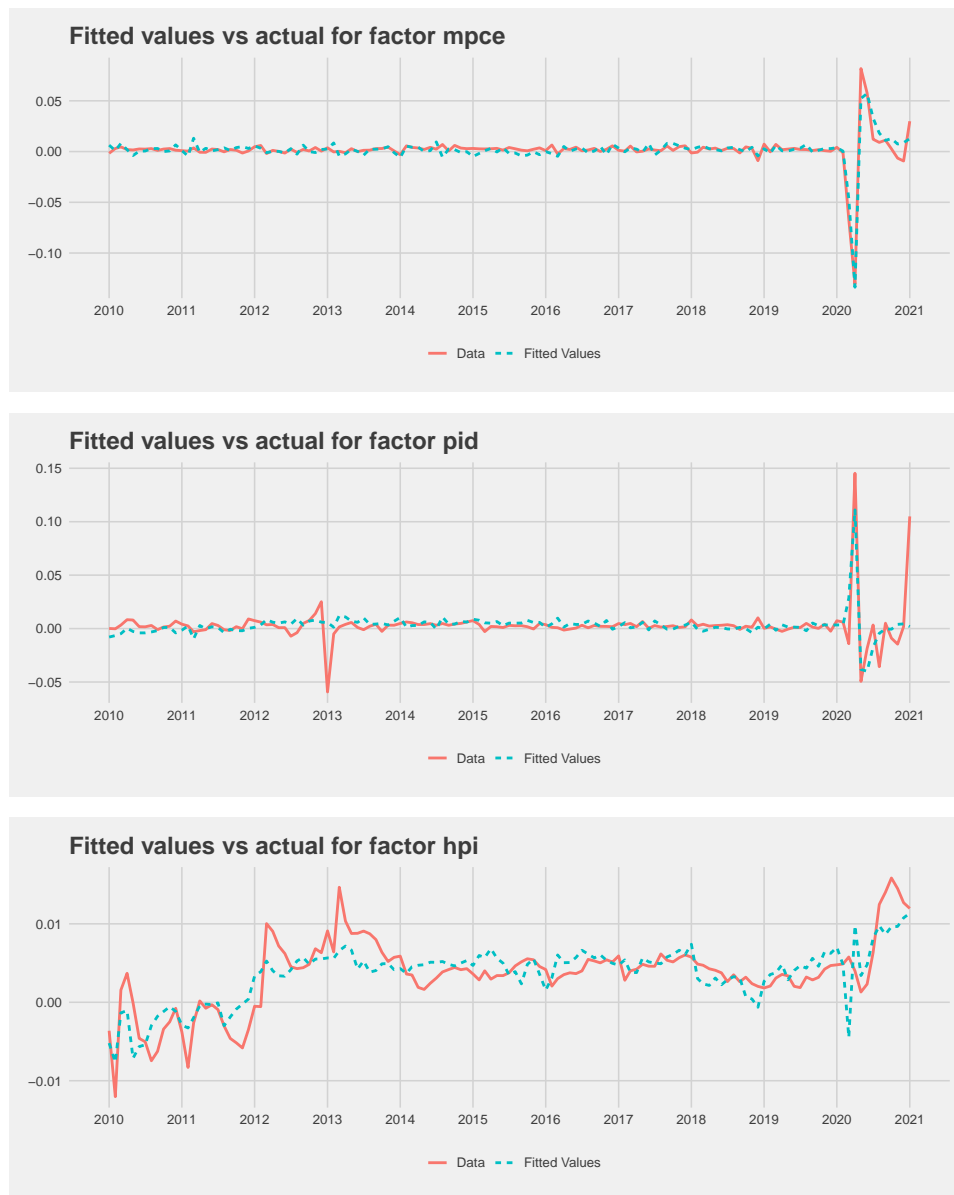 Fitted values vs actual for factor mpce
0.05
0.00
−0.05
−0.10
2010 2011 2012 2013 2014 2015 2016 2017 2018 2019 2020 2021
Data Fitted Values
Fitted values vs actual for factor pid
0.15
0.10
0.05
0.00
−0.05
2010 2011 2012 2013 2014 2015 2016 2017 2018 2019 2020 2021
Data Fitted Values
Fitted values vs actual for factor hpi
0.01
0.00
−0.01
2010 2011 2012 2013 2014 2015 2016 2017 2018 2019 2020 2021
Data Fitted Values